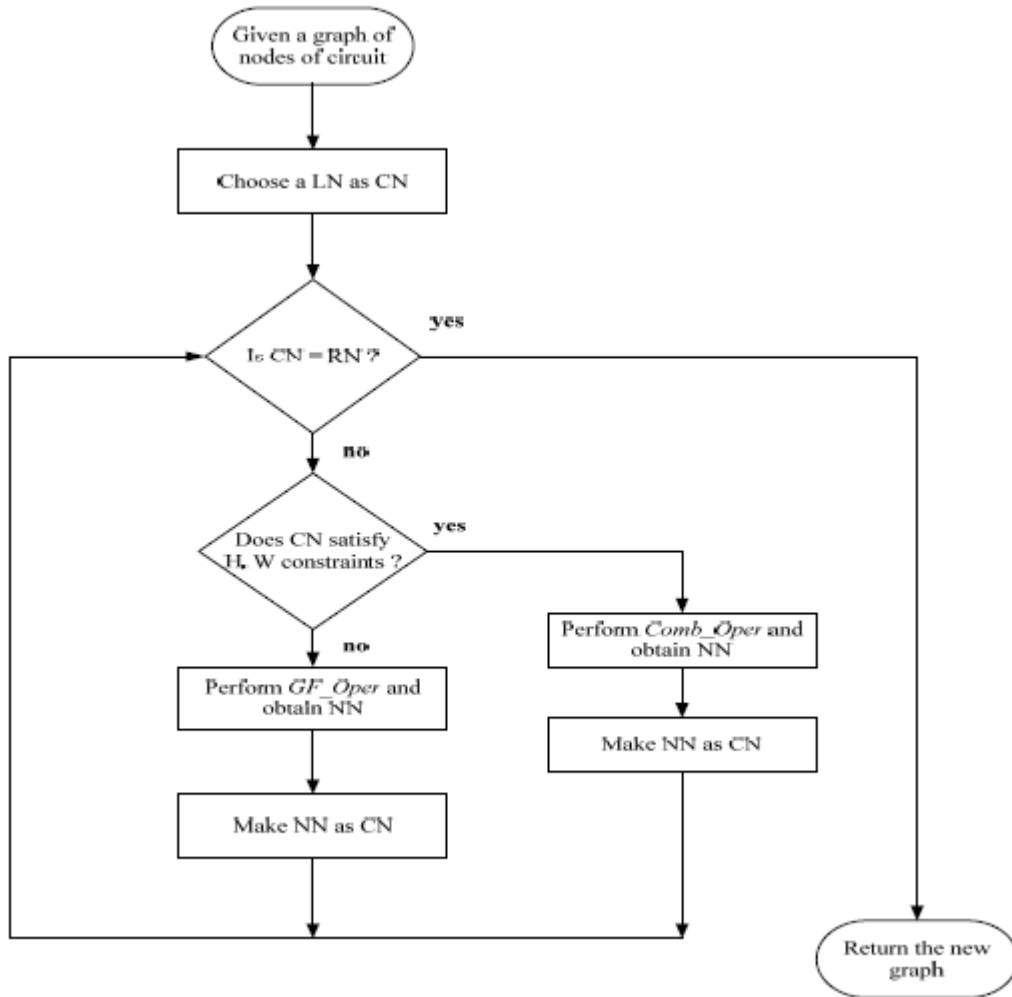 Given a graph of
nodes of circuit
Choose a LN as CN
yes
Is CN = RN ?
no
yes
Does CN satisfy
H, W constraints ?
Perform Comb_Oper and
obtain NN
no
Perform GF_Oper and
obtain NN
Make NN as CN
Make NN as CN
Return the new
graph